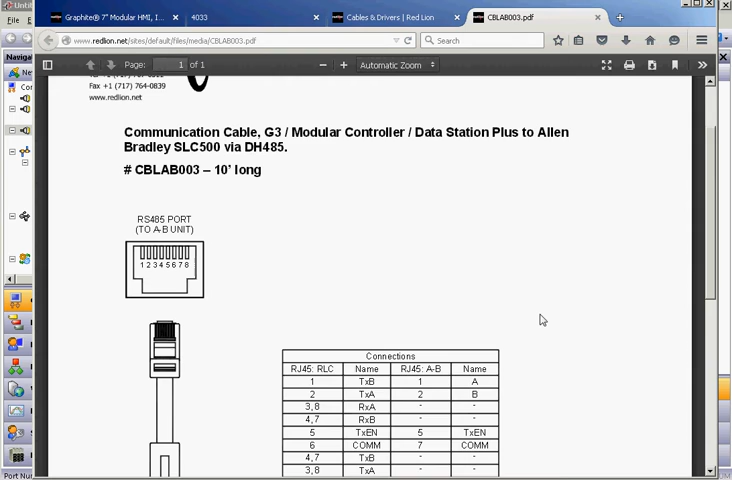 Untit
Graphite® 7" Modular HMI, I...
4033
Cables & Drivers | Red Lion
CBLAB003.pdf
File
www.redlion.net/sites/default/files/media/CBLAB003.pdf
Search
Navigat
Page: 1 of 1
Automatic Zoom
Fax +1 (717) 764-0839
www.redlion.net
Communication Cable, G3 / Modular Controller / Data Station Plus to Allen
Bradley SLC500 via DH485.
# CBLAB003 – 10' long
RS485 PORT
(TO A-B UNIT)
1 2 3 4 5 6 7 8
Connections
RJ45: RLC Name RJ45: A-B Name
1 TxB 1 A
2 TxA 2 B
3,8 RxA - -
4,7 RxB - -
5 TxEN 5 TxEN
6 COMM 7 COMM
4,7 TxB - -
3,8 TxA - -
Port Num